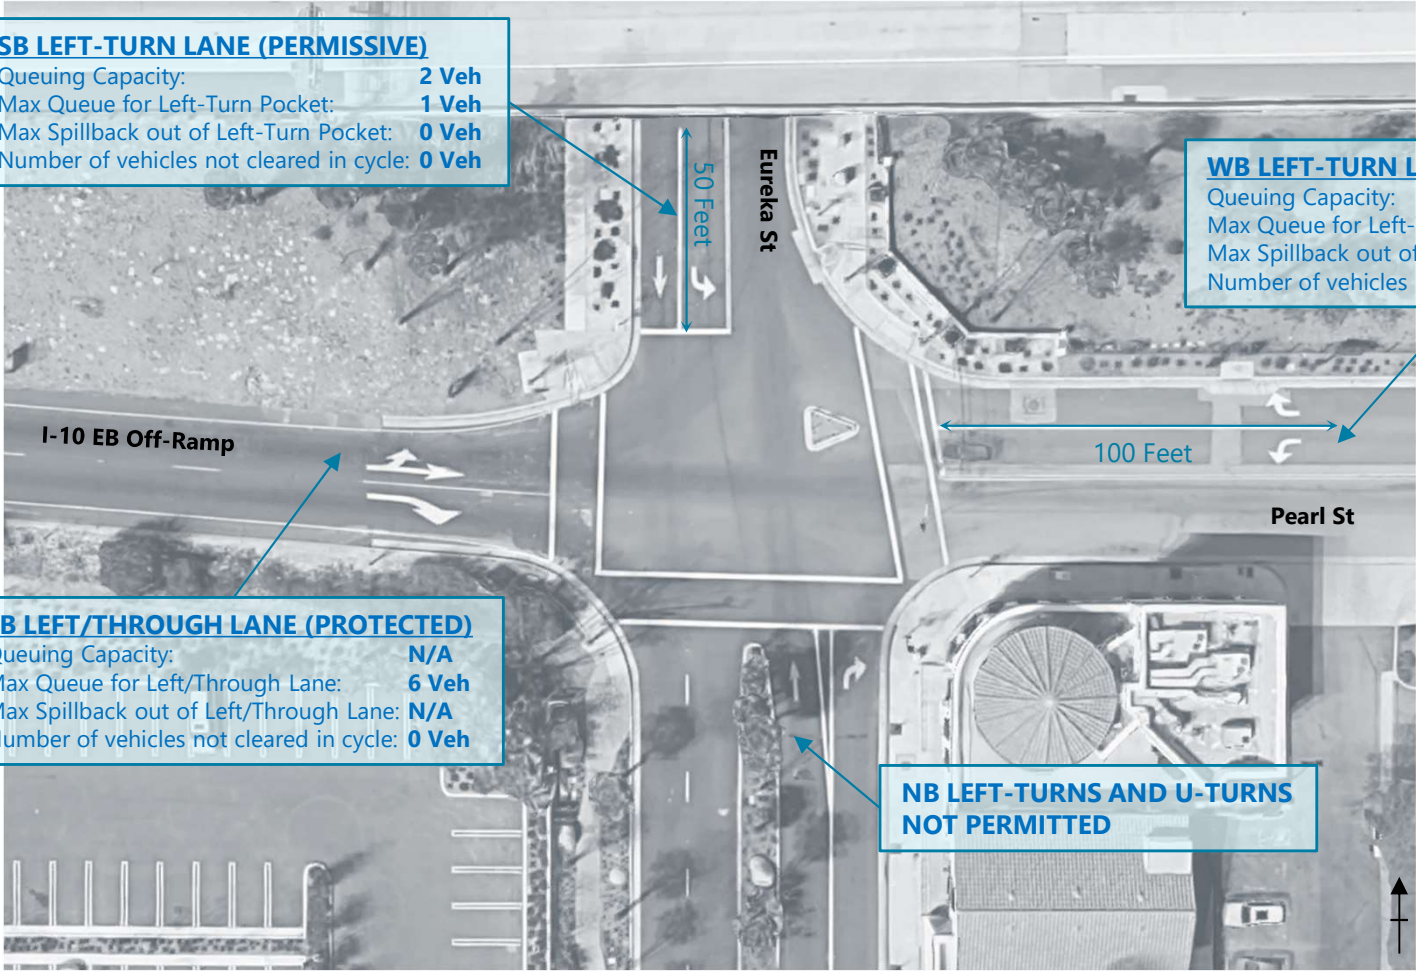 SB LEFT-TURN LANE (PERMISSIVE)
Queuing Capacity: 2 Veh
Max Queue for Left-Turn Pocket: 1 Veh
Max Spillback out of Left-Turn Pocket: 0 Veh
Number of vehicles not cleared in cycle: 0 Veh
50 Feet
Eureka St
WB LEFT-TURN L
Queuing Capacity:
Max Queue for Left-
Max Spillback out of
Number of vehicles
I-10 EB Off-Ramp
100 Feet
Pearl St
B LEFT/THROUGH LANE (PROTECTED)
Queuing Capacity: N/A
Max Queue for Left/Through Lane: 6 Veh
Max Spillback out of Left/Through Lane: N/A
Number of vehicles not cleared in cycle: 0 Veh
NB LEFT-TURNS AND U-TURNS
NOT PERMITTED